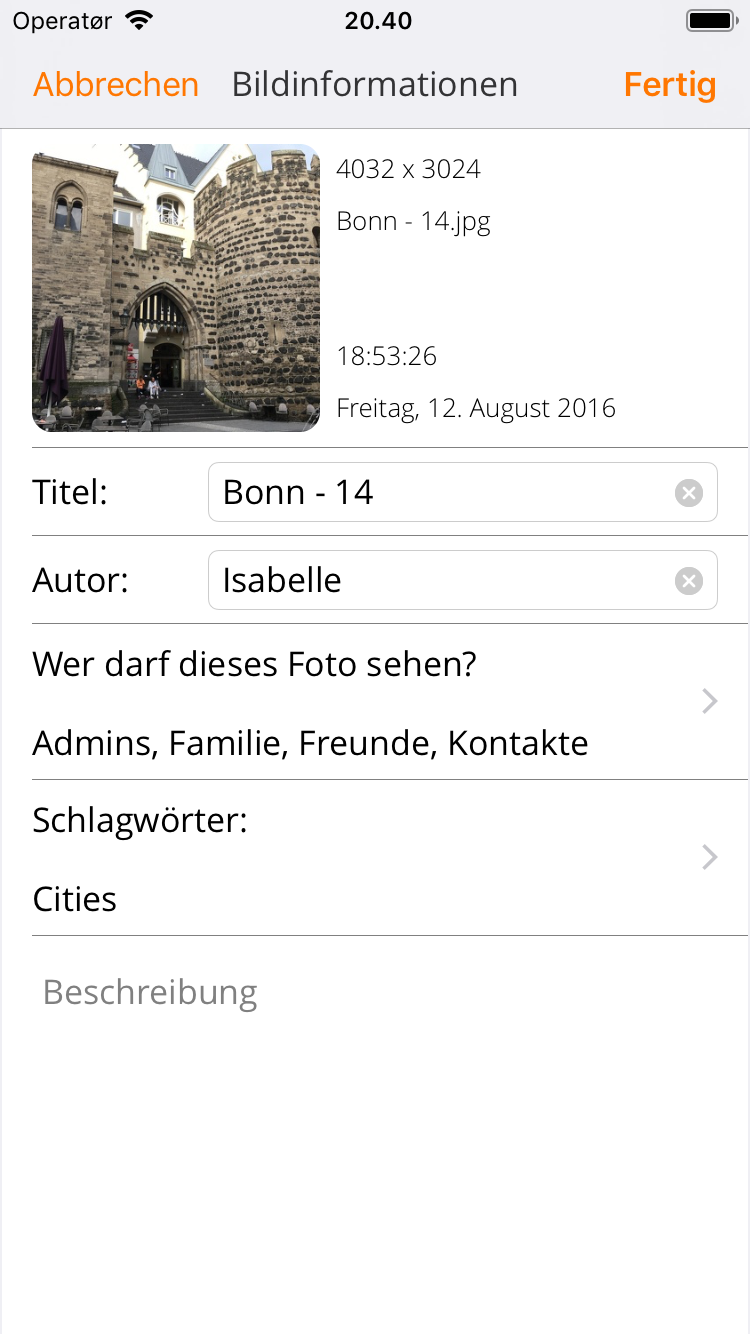 Operatør 20.40
Abbrechen Bildinformationen Fertig
4032 x 3024
Bonn - 14.jpg
18:53:26
Freitag, 12. August 2016
Titel: Bonn - 14
Autor: Isabelle
Wer darf dieses Foto sehen?
Admins, Familie, Freunde, Kontakte
Schlagwörter:
Cities
Beschreibung